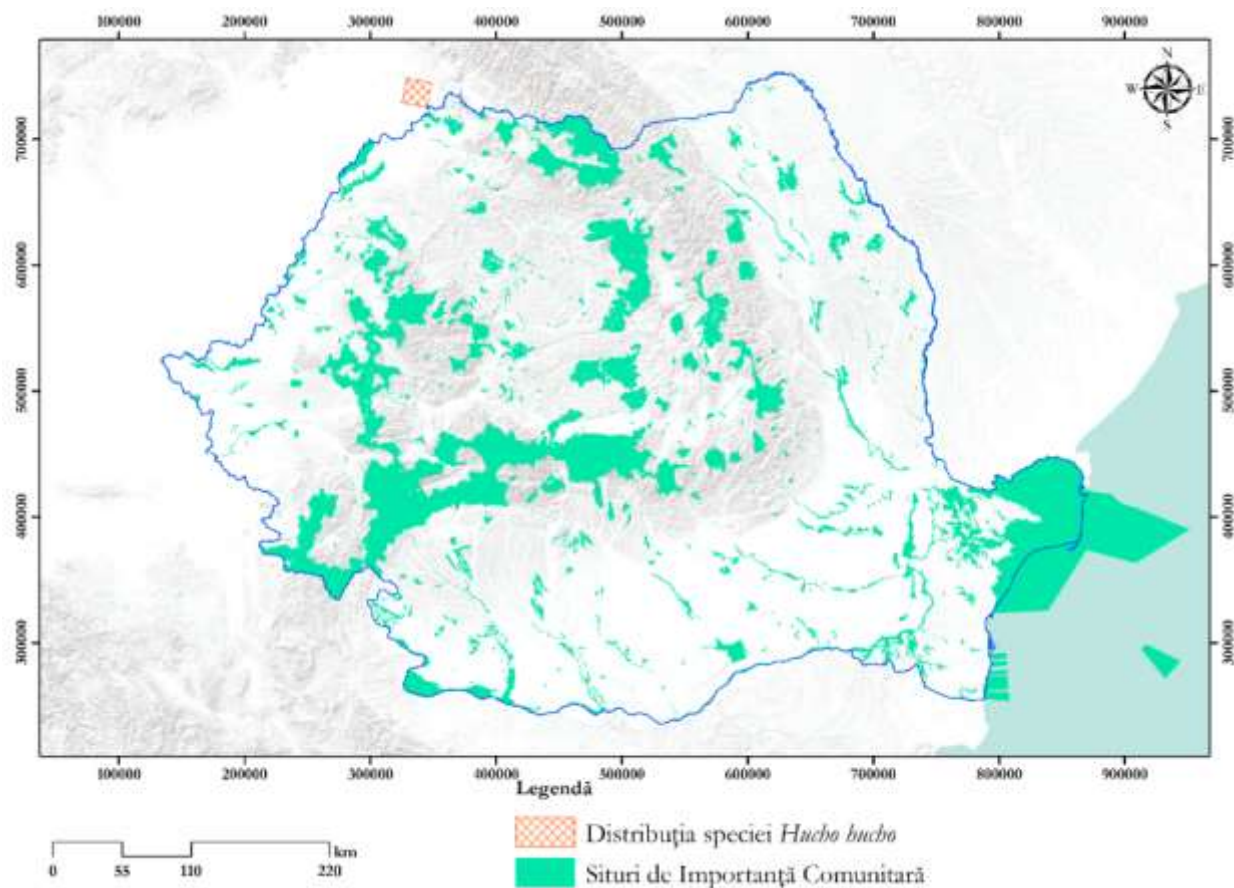 100000 200000 300000 400000 500000 600000 700000 800000 900000
N
W E
S
700000 700000
600000 600000
500000 500000
400000 400000
300000 300000
100000 200000 300000 400000 500000 600000 700000 800000 900000
Legendă
km
0 55 110 220
Distribuția speciei Hucho hucho
Situri de Importanță Comunitară